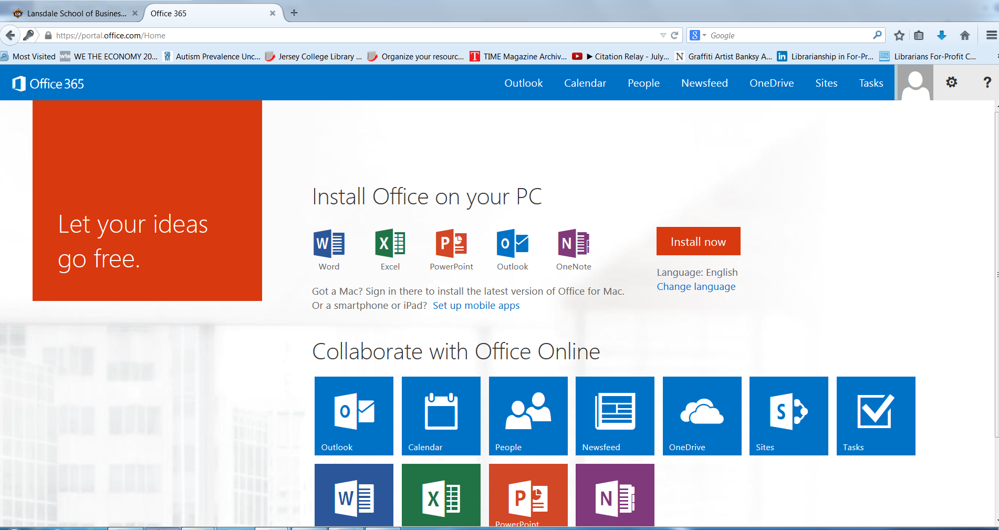 Lansdale School of Busines...
Office 365
https://portal.office.com/Home
Google
Most Visited
WE THE ECONOMY 20...
Autism Prevalence Unc...
Jersey College Library ...
Organize your resourc...
TIME Magazine Archiv...
▶ Citation Relay - July...
Graffiti Artist Banksy A...
Librarianship in For-Pr...
Librarians For-Profit C...
Office 365
Outlook
Calendar
People
Newsfeed
OneDrive
Sites
Tasks
?
Let your ideas
go free.
Install Office on your PC
Word
Excel
PowerPoint
Outlook
OneNote
Install now
Language: English
Change language
Got a Mac? Sign in there to install the latest version of Office for Mac.
Or a smartphone or iPad? Set up mobile apps
Collaborate with Office Online
Outlook
Calendar
People
Newsfeed
OneDrive
Sites
Tasks
PowerPoint